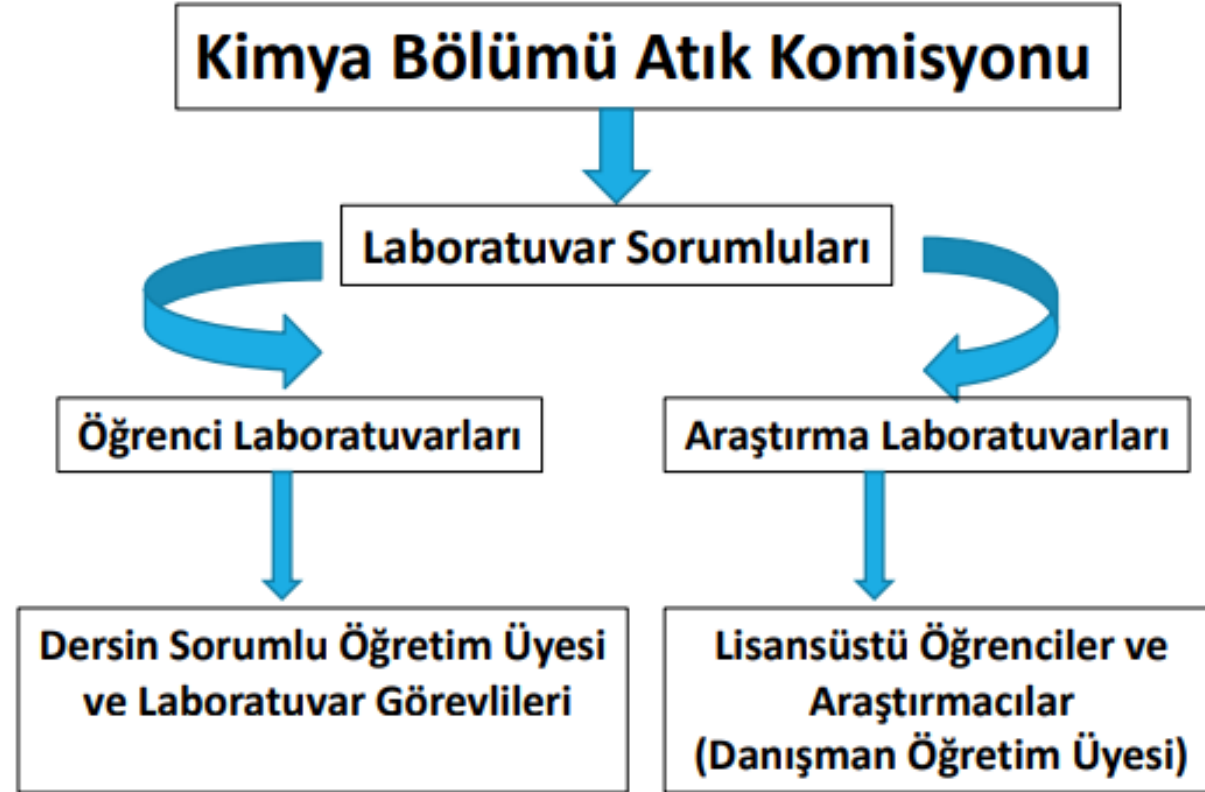 Kimya Bölümü Atık Komisyonu
Laboratuvar Sorumluları
Öğrenci Laboratuvarları
Araştırma Laboratuvarları
Dersin Sorumlu Öğretim Üyesi
ve Laboratuvar Görevlileri
Lisansüstü Öğrenciler ve
Araştırmacılar
(Danışman Öğretim Üyesi)